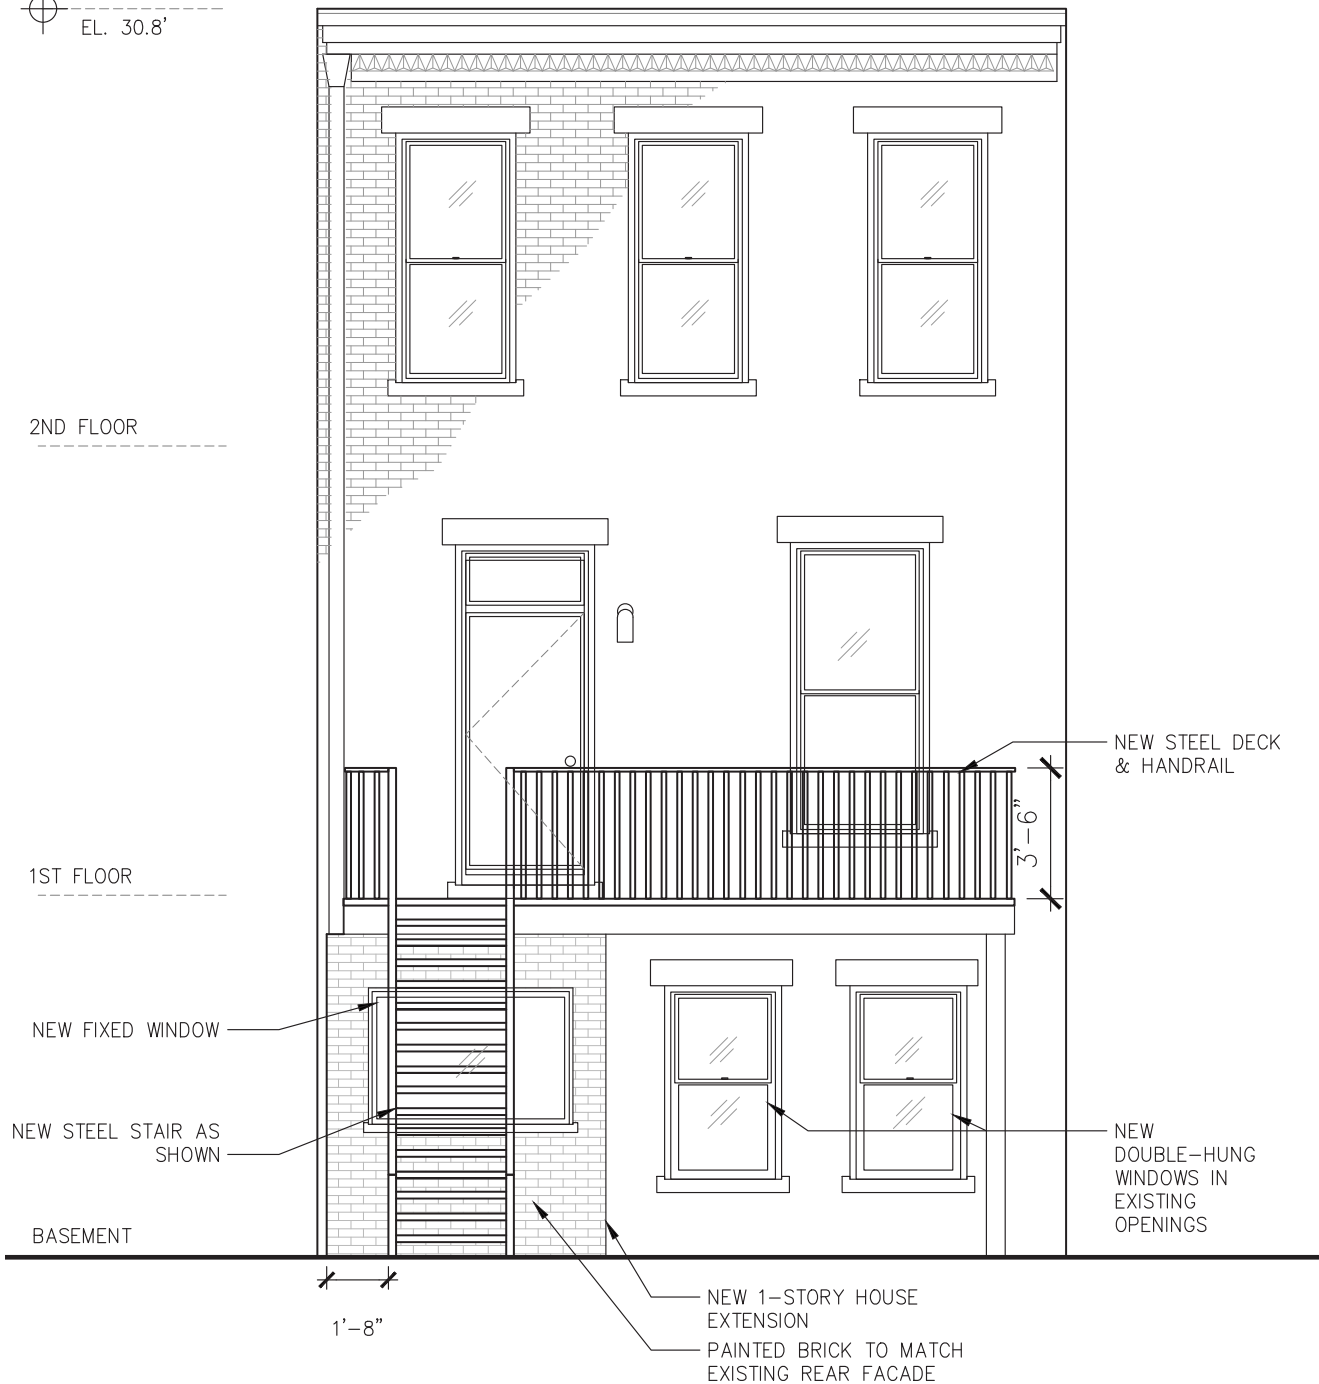 EL. 30.8'
2ND FLOOR
NEW STEEL DECK
& HANDRAIL
3'-6"
1ST FLOOR
NEW FIXED WINDOW
NEW STEEL STAIR AS
SHOWN
NEW
DOUBLE-HUNG
WINDOWS IN
EXISTING
OPENINGS
BASEMENT
1'-8"
NEW 1-STORY HOUSE
EXTENSION
PAINTED BRICK TO MATCH
EXISTING REAR FACADE